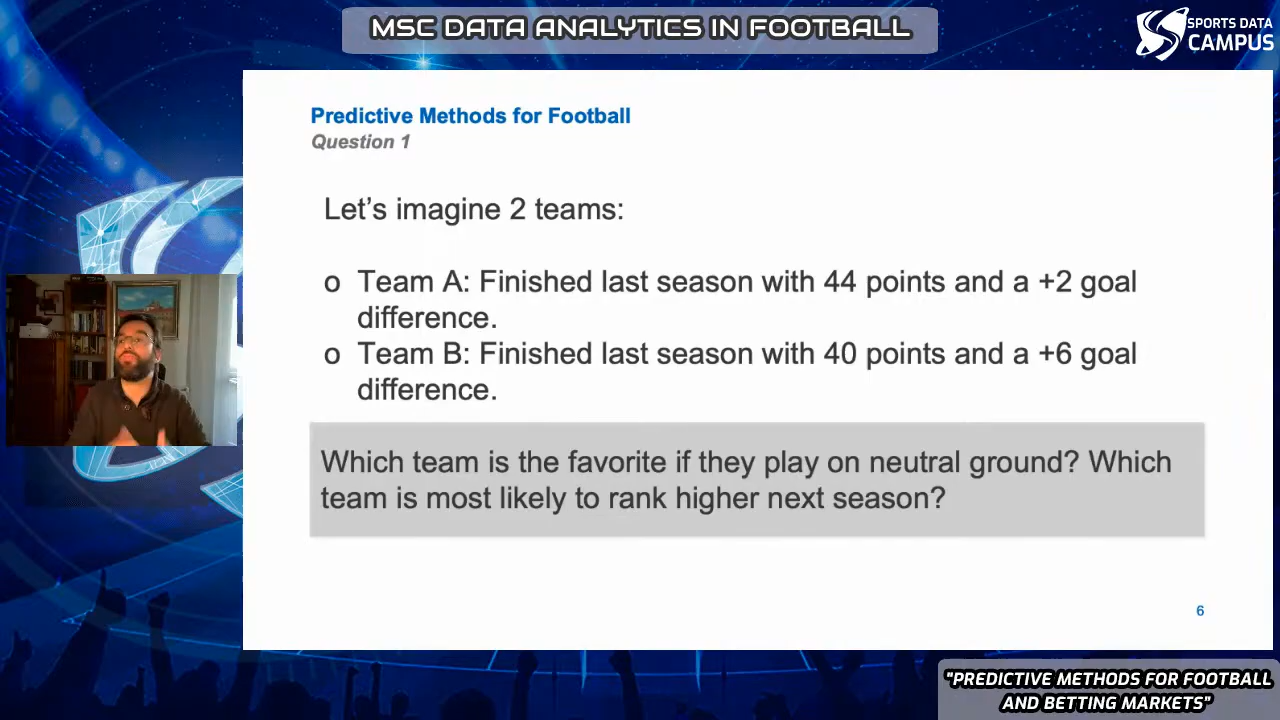 MSC DATA ANALYTICS IN FOOTBALL
SPORTS DATA
CAMPUS
Predictive Methods for Football
Question 1
Let's imagine 2 teams:
o Team A: Finished last season with 44 points and a +2 goal
difference.
o Team B: Finished last season with 40 points and a +6 goal
difference.
Which team is the favorite if they play on neutral ground? Which
team is most likely to rank higher next season?
6
"PREDICTIVE METHODS FOR FOOTBALL
AND BETTING MARKETS"